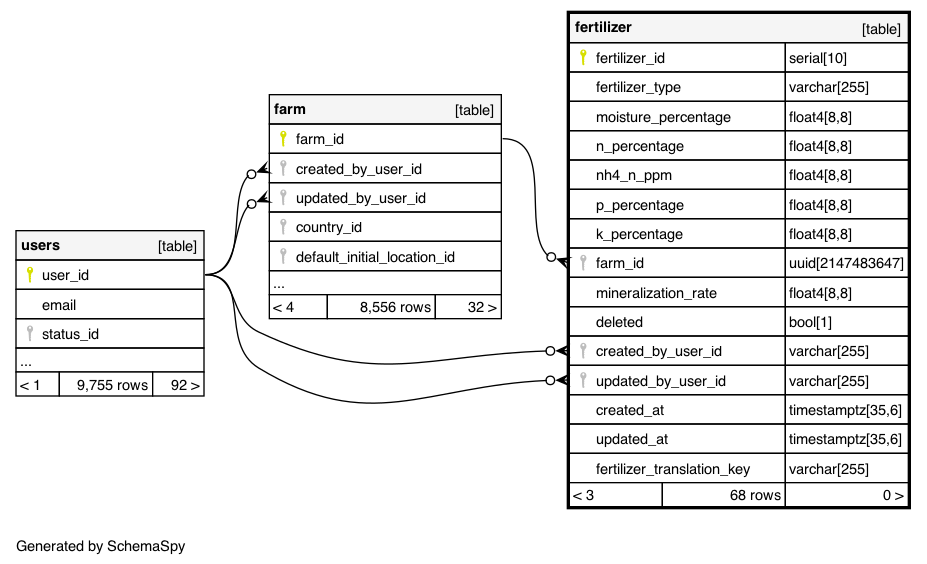 users [table]
user_id
email
status_id
...
< 1 9,755 rows 92 >
farm [table]
farm_id
created_by_user_id
updated_by_user_id
country_id
default_initial_location_id
...
< 4 8,556 rows 32 >
fertilizer [table]
fertilizer_id serial[10]
fertilizer_type varchar[255]
moisture_percentage float4[8,8]
n_percentage float4[8,8]
nh4_n_ppm float4[8,8]
p_percentage float4[8,8]
k_percentage float4[8,8]
farm_id uuid[2147483647]
mineralization_rate float4[8,8]
deleted bool[1]
created_by_user_id varchar[255]
updated_by_user_id varchar[255]
created_at timestamptz[35,6]
updated_at timestamptz[35,6]
fertilizer_translation_key varchar[255]
< 3 68 rows 0 >
Generated by SchemaSpy